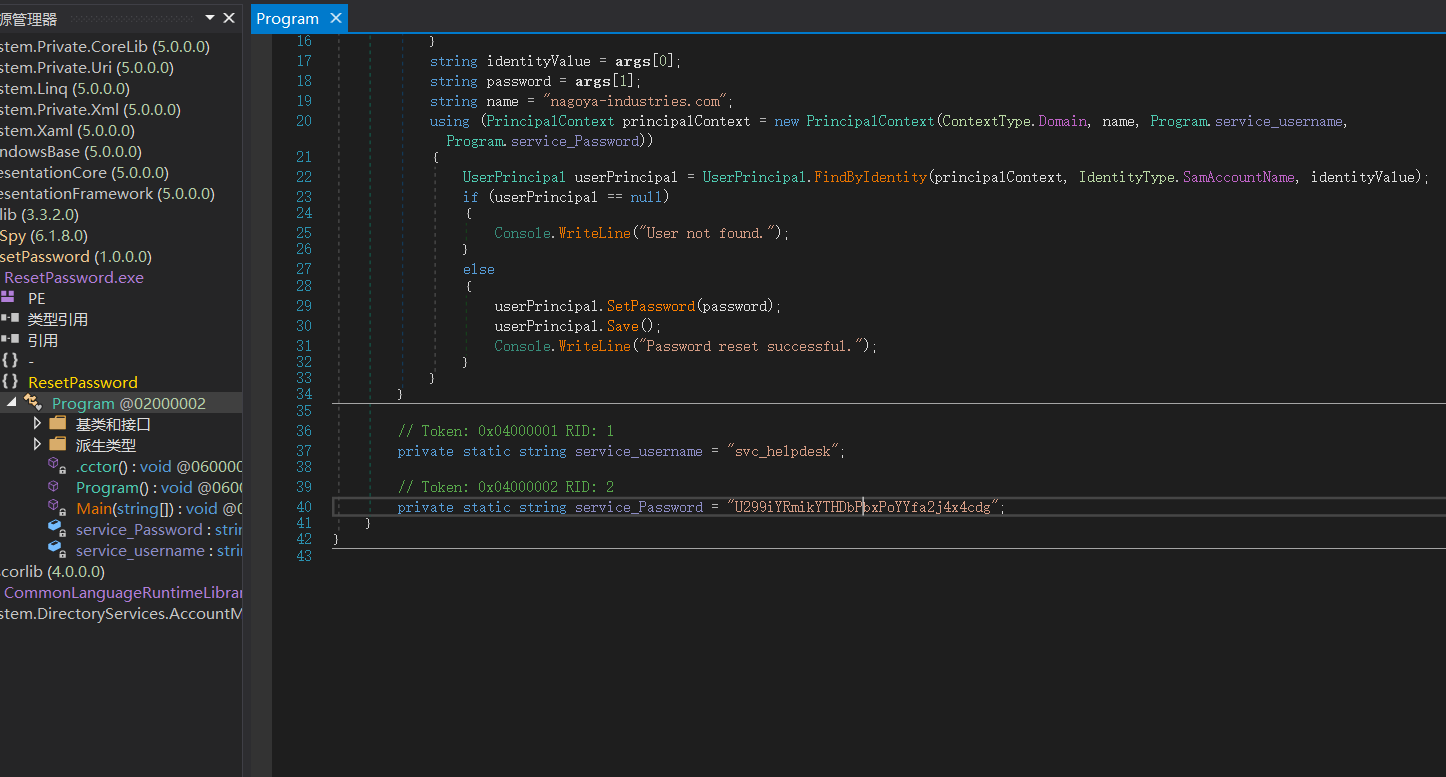 源管理器
stem.Private.CoreLib (5.0.0.0)
stem.Private.Uri (5.0.0.0)
stem.Linq (5.0.0.0)
stem.Private.Xml (5.0.0.0)
stem.Xaml (5.0.0.0)
ndowsBase (5.0.0.0)
esentationCore (5.0.0.0)
esentationFramework (5.0.0.0)
lib (3.3.2.0)
Spy (6.1.8.0)
setPassword (1.0.0.0)
ResetPassword.exe
PE
类型引用
引用
{} -
{} ResetPassword
Program @02000002
基类和接口
派生类型
.cctor() : void @060000
Program() : void @060
Main(string[]) : void @0
service_Password : strin
service_username : strin
corlib (4.0.0.0)
CommonLanguageRuntimeLibrar
stem.DirectoryServices.AccountM
Program
16 }
17 string identityValue = args[0];
18 string password = args[1];
19 string name = "nagoya-industries.com";
20 using (PrincipalContext principalContext = new PrincipalContext(ContextType.Domain, name, Program.service_username,
Program.service_Password))
21 {
22 UserPrincipal userPrincipal = UserPrincipal.FindByIdentity(principalContext, IdentityType.SamAccountName, identityValue);
23 if (userPrincipal == null)
24 {
25 Console.WriteLine("User not found.");
26 }
27 else
28 {
29 userPrincipal.SetPassword(password);
30 userPrincipal.Save();
31 Console.WriteLine("Password reset successful.");
32 }
33 }
34 }
35
36 // Token: 0x04000001 RID: 1
37 private static string service_username = "svc_helpdesk";
38
39 // Token: 0x04000002 RID: 2
40 private static string service_Password = "U299iYRmikYTHDbPbxPoYYfa2j4x4cdg";
41 }
42 }
43